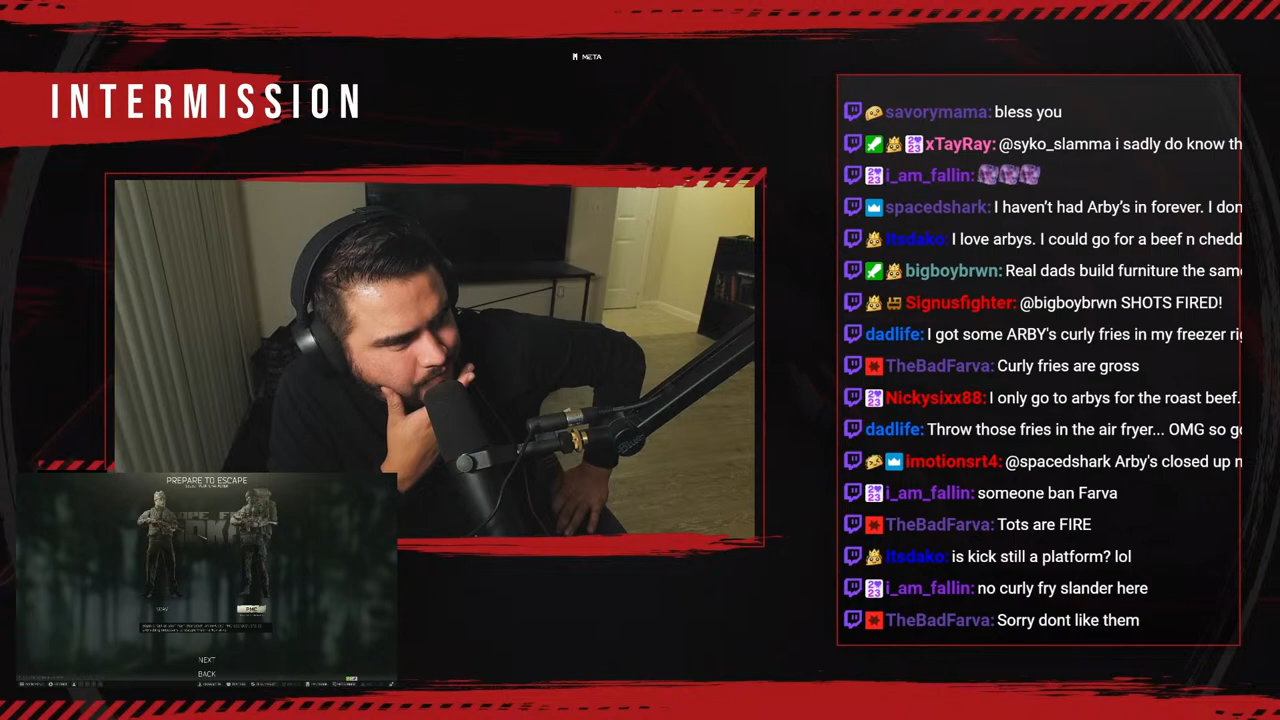 META
INTERMISSION
savorymama: bless you
xTayRay: @syko_slamma i sadly do know th
i_am_fallin:
spacedshark: I haven't had Arby's in forever. I don
Itsdako: I love arbys. I could go for a beef n chedd
bigboybrwn: Real dads build furniture the same
Signusfighter: @bigboybrwn SHOTS FIRED!
dadlife: I got some ARBY's curly fries in my freezer rig
TheBadFarva: Curly fries are gross
Nickysixx88: I only go to arbys for the roast beef.
dadlife: Throw those fries in the air fryer... OMG so go
imotionsrt4: @spacedshark Arby's closed up n
i_am_fallin: someone ban Farva
TheBadFarva: Tots are FIRE
Itsdako: is kick still a platform? lol
i_am_fallin: no curly fry slander here
TheBadFarva: Sorry dont like them
PREPARE TO ESCAPE
PMC
NEXT
BACK